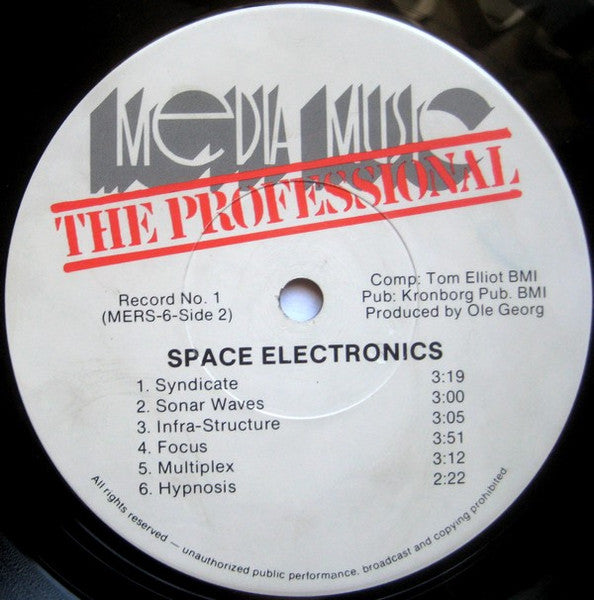 MEDIA MUSIC
THE PROFESSIONAL
Record No. 1
(MERS-6-Side 2)
Comp: Tom Elliot BMI
Pub: Kronborg Pub. BMI
Produced by Ole Georg
SPACE ELECTRONICS
1. Syndicate 3:19
2. Sonar Waves 3:00
3. Infra-Structure 3:05
4. Focus 3:51
5. Multiplex 3:12
6. Hypnosis 2:22
All rights reserved — unauthorized public performance, broadcast and copying prohibited.